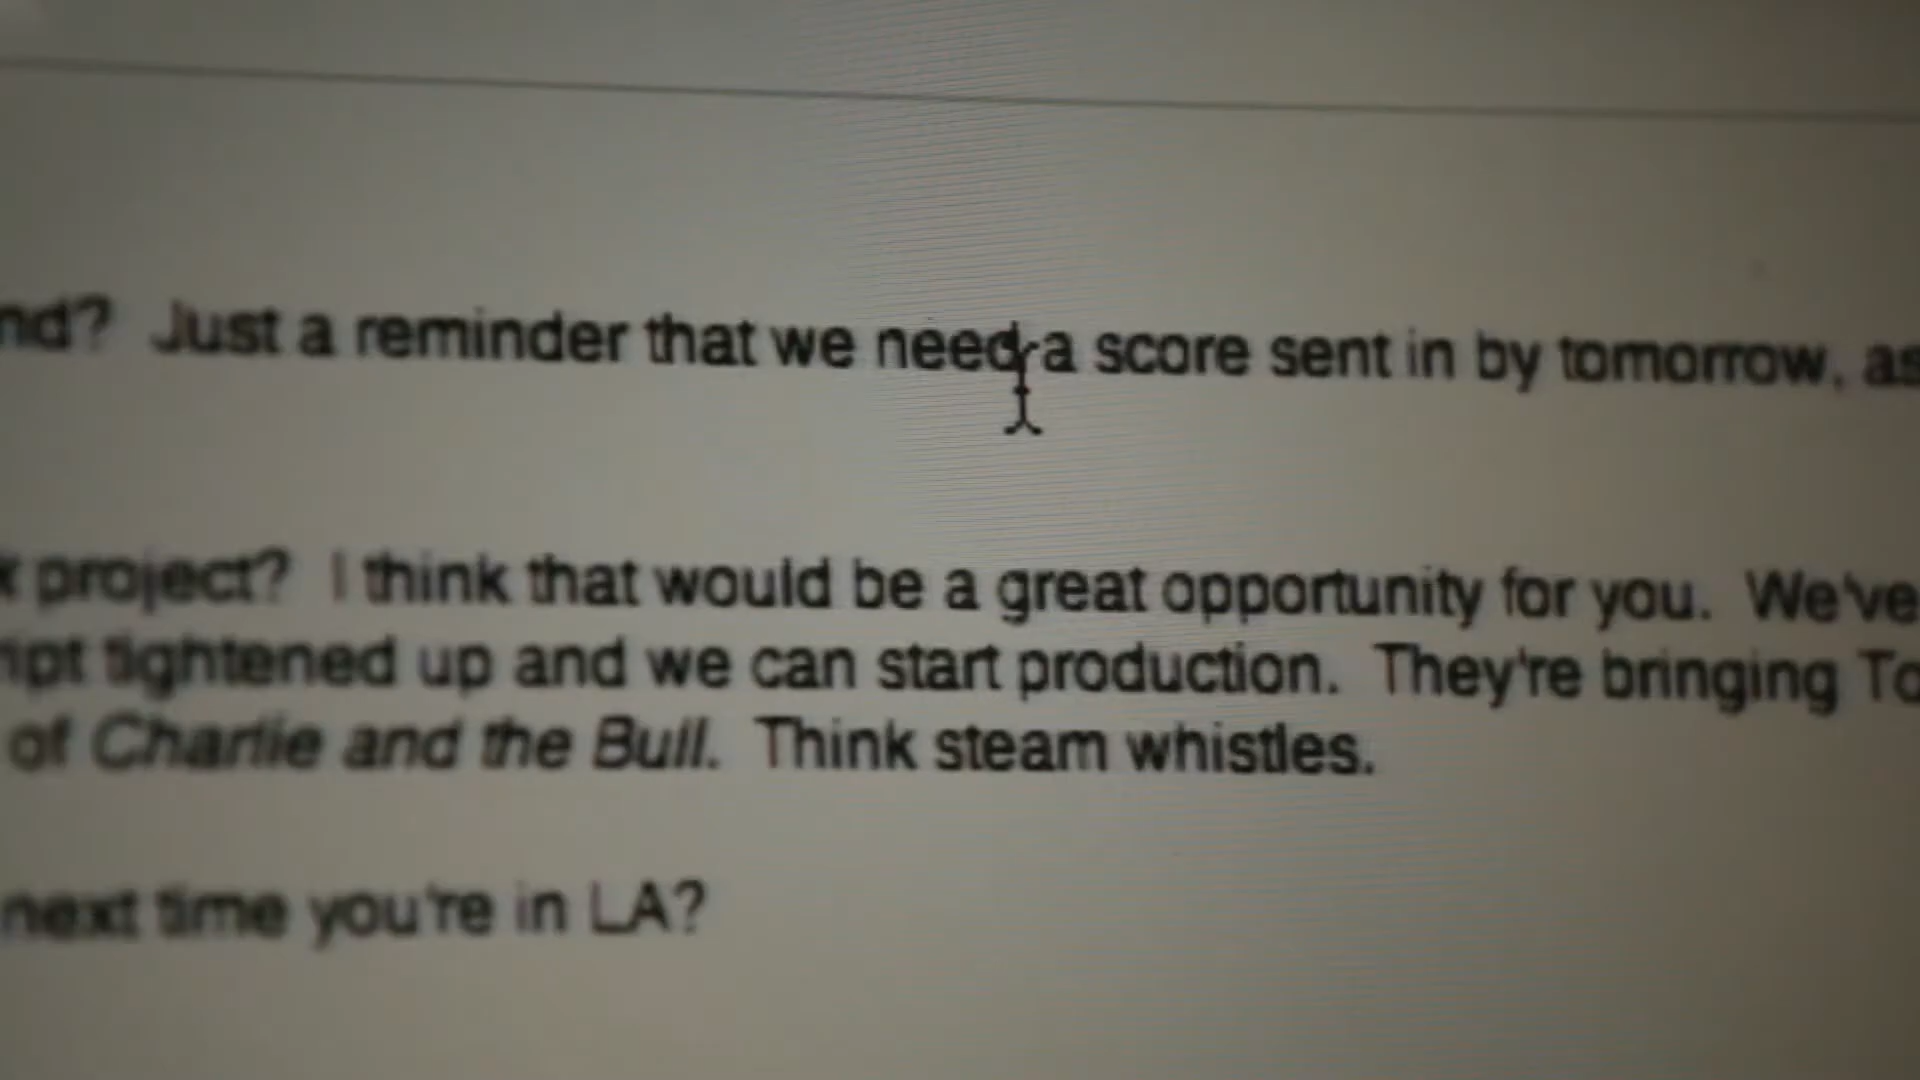 nd? Just a reminder that we need a score sent in by tomorrow, as
project? I think that would be a great opportunity for you. We've
ipt tightened up and we can start production. They're bringing To
of Charlie and the Bull. Think steam whistles.
next time you're in LA?